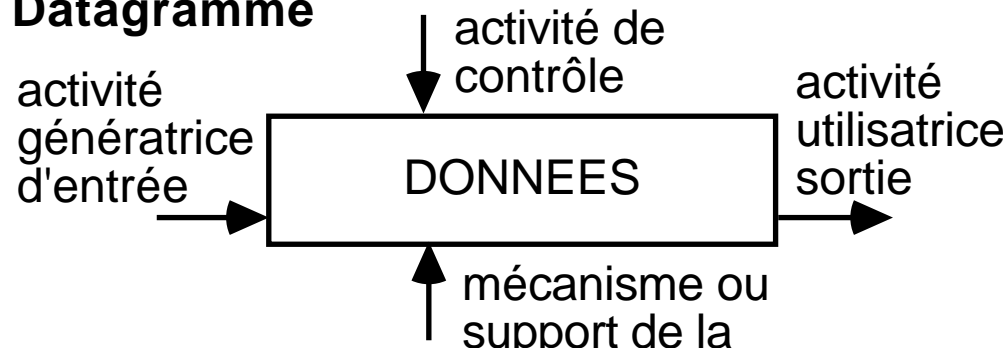 Datagramme
activité de
contrôle
activité
génératrice
d'entrée
DONNEES
activité
utilisatrice
sortie
mécanisme ou
support de la